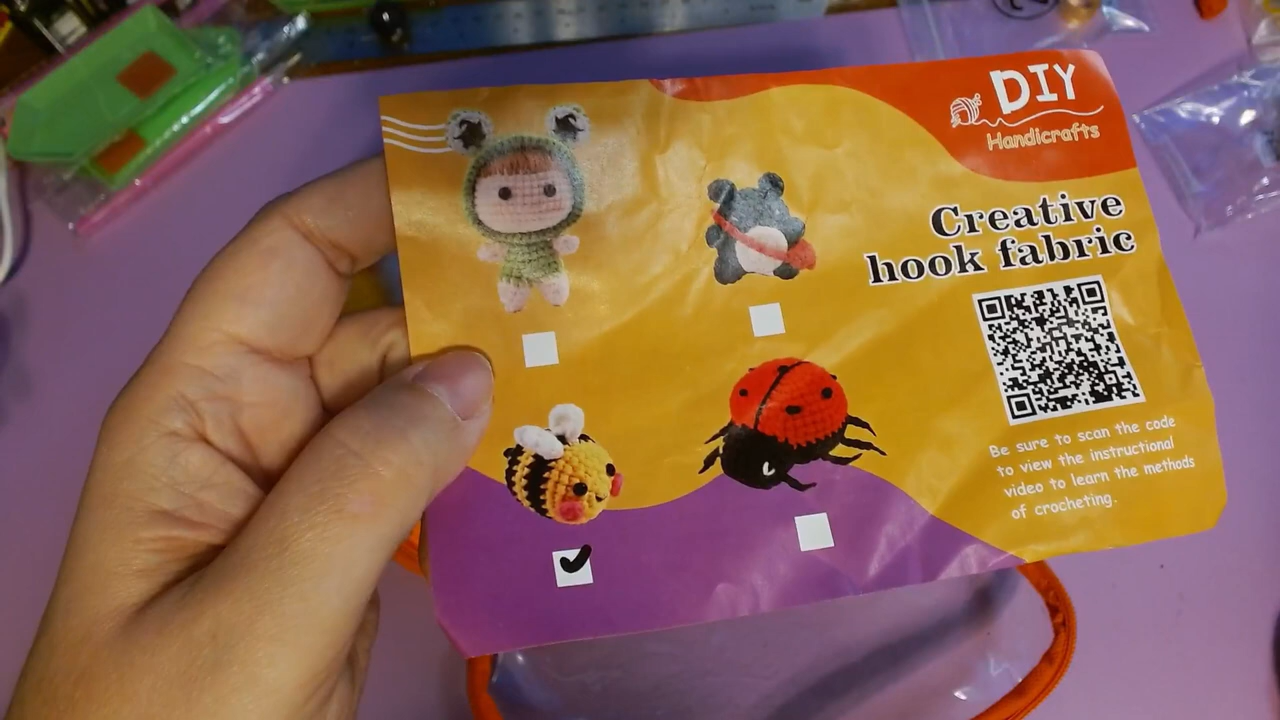 DIY
Handicrafts
Creative
hook fabric
Be sure to scan the code
to view the instructional
video to learn the methods
of crocheting.